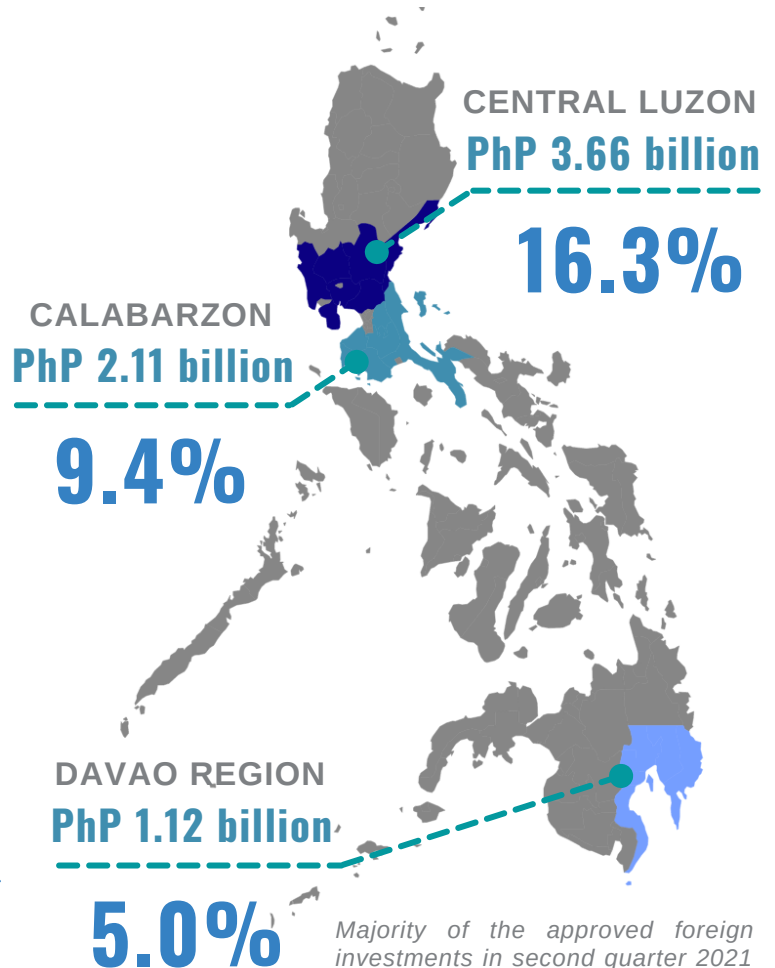 CENTRAL LUZON
PhP 3.66 billion
16.3%
CALABARZON
PhP 2.11 billion
9.4%
DAVAO REGION
PhP 1.12 billion
5.0%
Majority of the approved foreign
investments in second quarter 2021